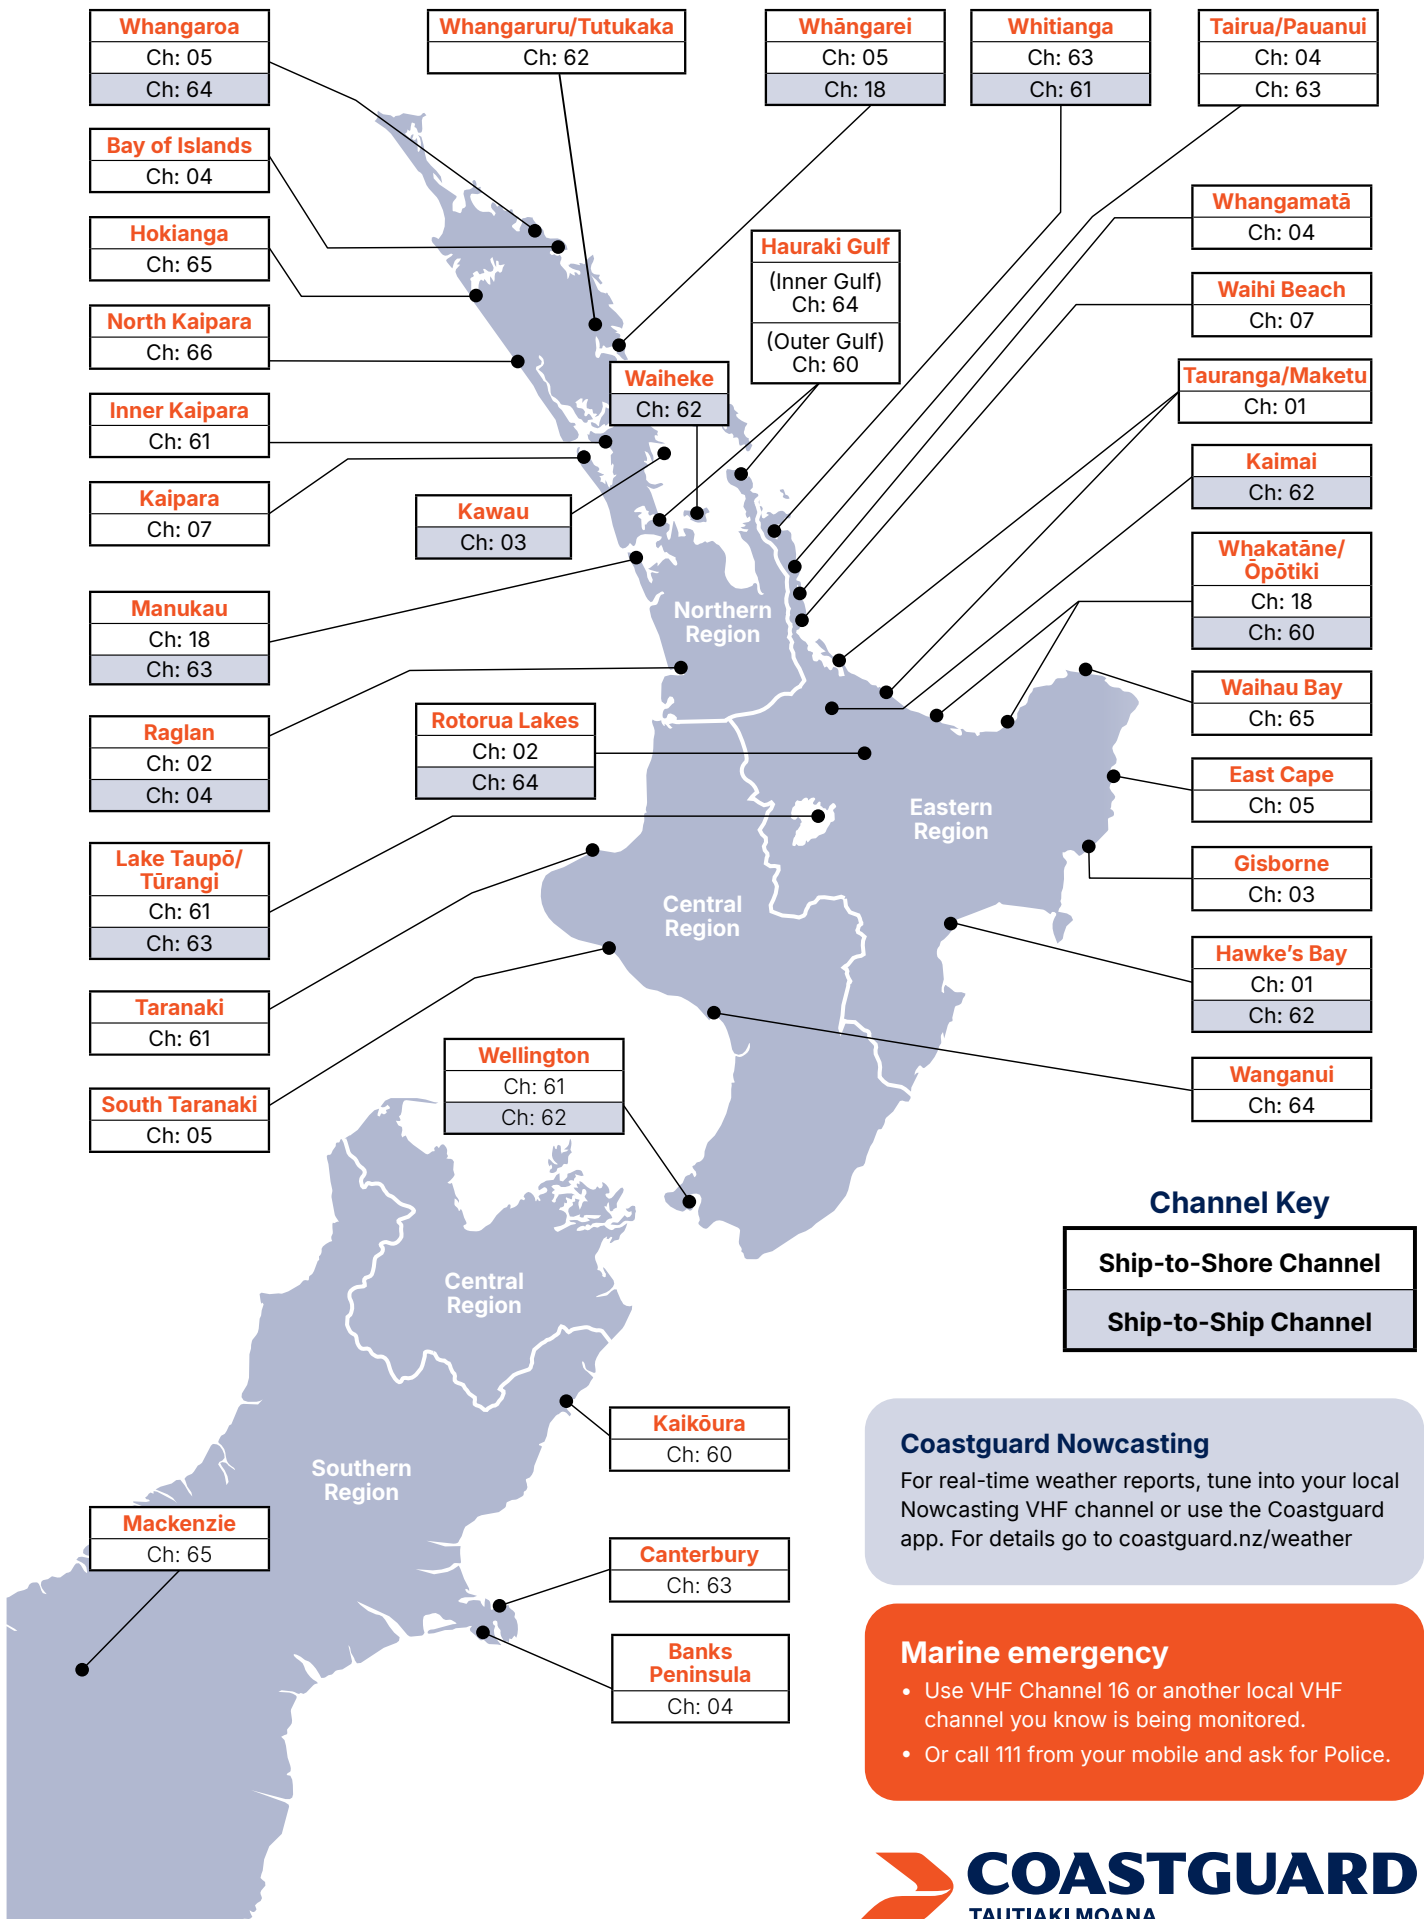 Whangaroa
Ch: 05
Ch: 64
Whangaruru/Tutukaka
Ch: 62
Whāngarei
Ch: 05
Ch: 18
Whitianga
Ch: 63
Ch: 61
Tairua/Pauanui
Ch: 04
Ch: 63
Bay of Islands
Ch: 04
Hokianga
Ch: 65
North Kaipara
Ch: 66
Inner Kaipara
Ch: 61
Kaipara
Ch: 07
Hauraki Gulf
(Inner Gulf)
Ch: 64
(Outer Gulf)
Ch: 60
Waiheke
Ch: 62
Kawau
Ch: 03
Whangamatā
Ch: 04
Waihi Beach
Ch: 07
Tauranga/Maketu
Ch: 01
Kaimai
Ch: 62
Whakatāne/
Ōpōtiki
Ch: 18
Ch: 60
Waihau Bay
Ch: 65
East Cape
Ch: 05
Gisborne
Ch: 03
Hawke's Bay
Ch: 01
Ch: 62
Wanganui
Ch: 64
Manukau
Ch: 18
Ch: 63
Raglan
Ch: 02
Ch: 04
Rotorua Lakes
Ch: 02
Ch: 64
Lake Taupō/
Tūrangi
Ch: 61
Ch: 63
Taranaki
Ch: 61
South Taranaki
Ch: 05
Wellington
Ch: 61
Ch: 62
Northern
Region
Eastern
Region
Central
Region
Central
Region
Southern
Region
Kaikōura
Ch: 60
Mackenzie
Ch: 65
Canterbury
Ch: 63
Banks
Peninsula
Ch: 04
Channel Key
Ship-to-Shore Channel
Ship-to-Ship Channel
Coastguard Nowcasting
For real-time weather reports, tune into your local
Nowcasting VHF channel or use the Coastguard
app. For details go to coastguard.nz/weather
Marine emergency
• Use VHF Channel 16 or another local VHF
channel you know is being monitored.
• Or call 111 from your mobile and ask for Police.
COASTGUARD
TAUTIAKI MOANA